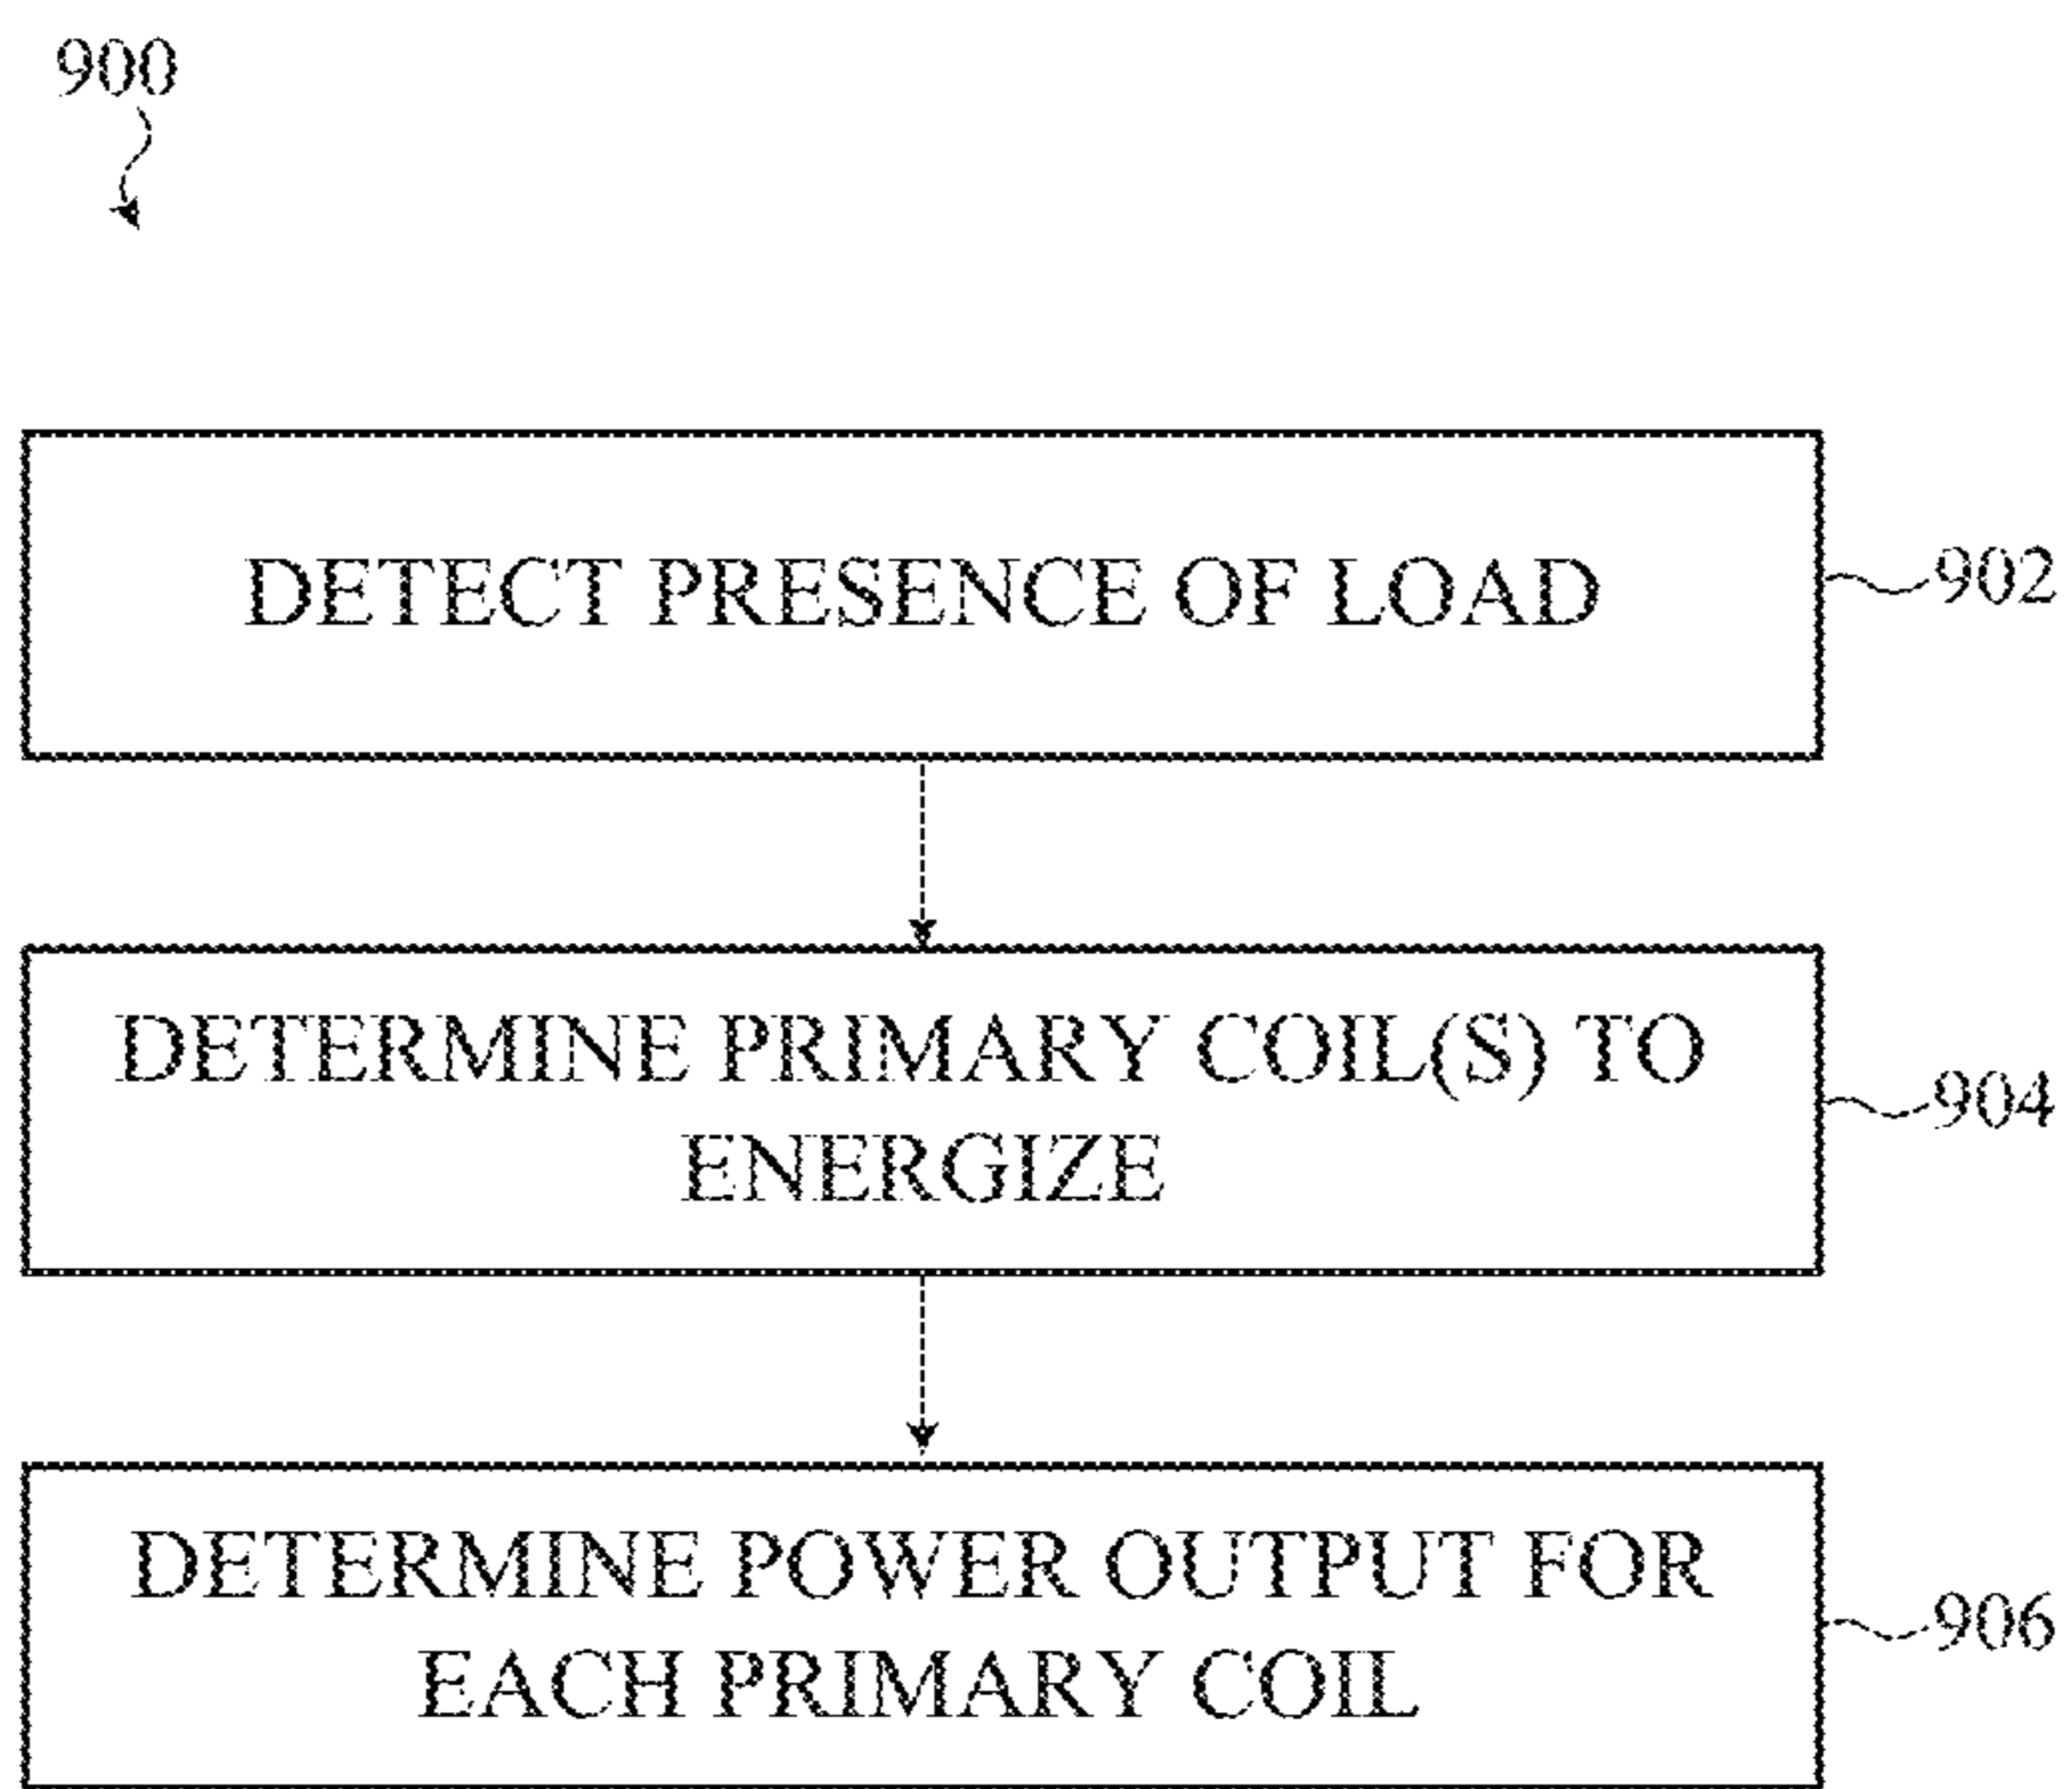 900
DETECT PRESENCE OF LOAD
902
DETERMINE PRIMARY COIL(S) TO
ENERGIZE
904
DETERMINE POWER OUTPUT FOR
EACH PRIMARY COIL
906